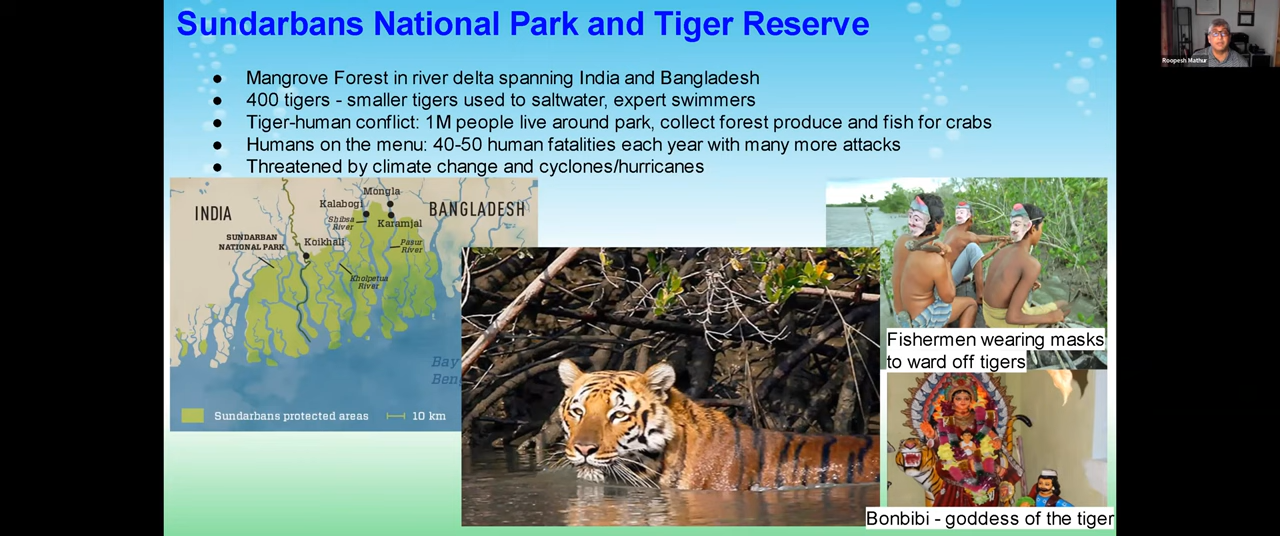 Sundarbans National Park and Tiger Reserve
Roopesh Mathur
● Mangrove Forest in river delta spanning India and Bangladesh
● 400 tigers - smaller tigers used to saltwater, expert swimmers
● Tiger-human conflict: 1M people live around park, collect forest produce and fish for crabs
● Humans on the menu: 40-50 human fatalities each year with many more attacks
● Threatened by climate change and cyclones/hurricanes
Mongla
Kalabogi
INDIA
BANGLADESH
Shibsa
River
Karamjal
SUNDARBAN
NATIONAL PARK
Koikhali
Pasur
River
Kholpetua
River
Bay
Ben
Sundarbans protected areas
10 km
Fishermen wearing masks
to ward off tigers
Bonbibi - goddess of the tiger